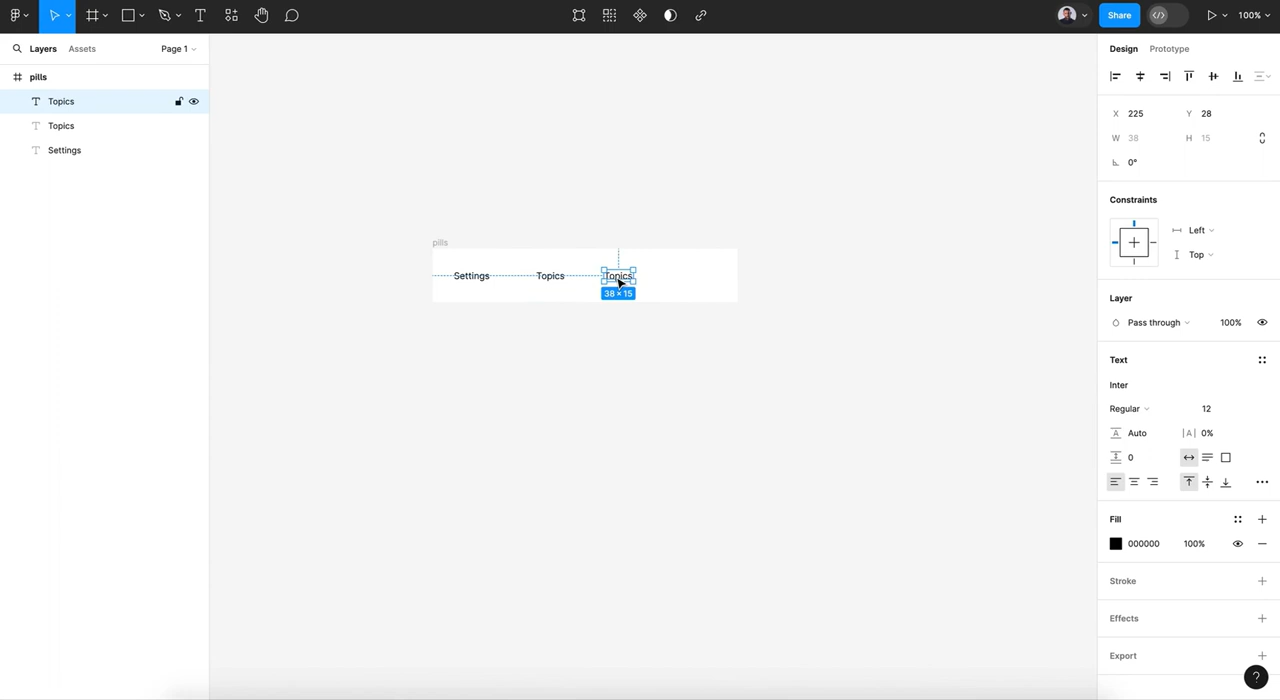 Share
100%
Layers Assets Page 1
pills
Topics
Topics
Settings
pills
Settings Topics Topics
38 × 15
Design Prototype
X 225 Y 28
W 38 H 15
0°
Constraints
Left
Top
Layer
Pass through 100%
Text
Inter
Regular 12
Auto 0%
0
Fill
000000 100%
Stroke
Effects
Export
?